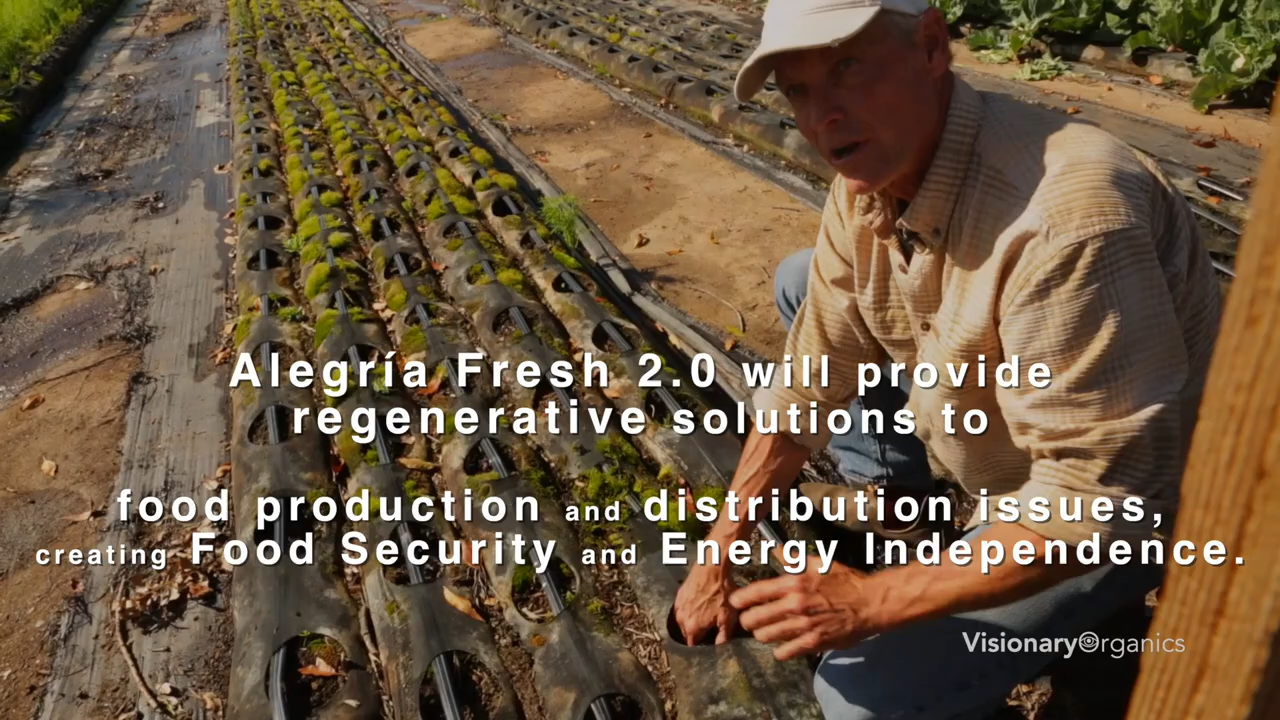 Alegría Fresh 2.0 will provide
regenerative solutions to
food production and distribution issues,
creating Food Security and Energy Independence.
VisionaryOrganics